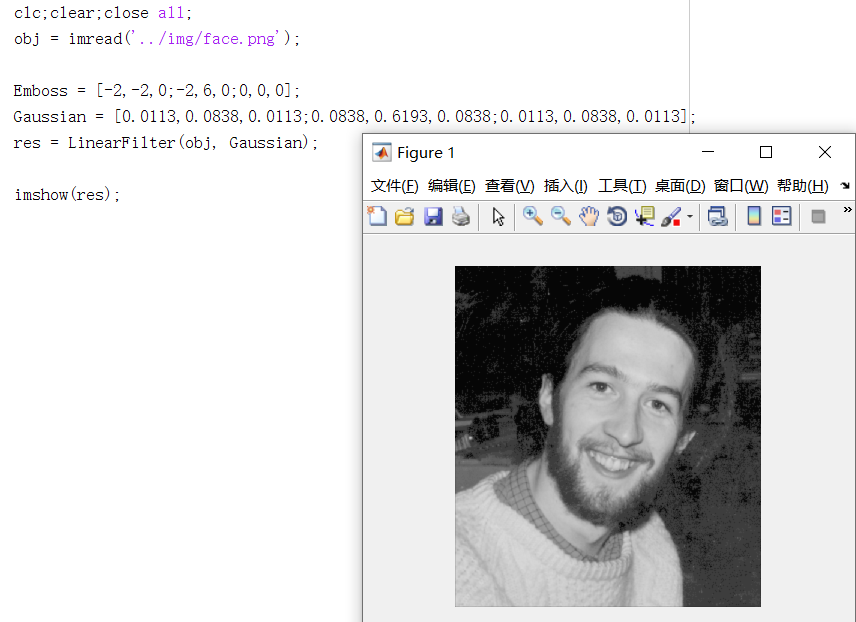 clc;clear;close all;
obj = imread('../img/face.png');
Emboss = [-2,-2,0;-2,6,0;0,0,0];
Gaussian = [0.0113,0.0838,0.0113;0.0838,0.6193,0.0838;0.0113,0.0838,0.0113];
res = LinearFilter(obj, Gaussian);
imshow(res);
Figure 1
文件(F) 编辑(E) 查看(V) 插入(I) 工具(T) 桌面(D) 窗口(W) 帮助(H)